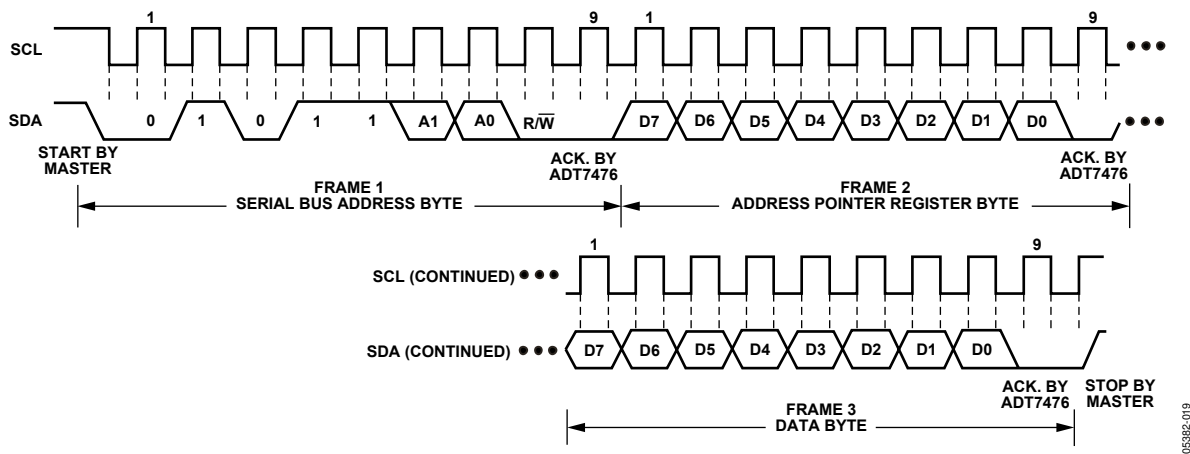 1 9 1 9
SCL
SDA 0 1 0 1 1 A1 A0 R/W̅ D7 D6 D5 D4 D3 D2 D1 D0
START BY
MASTER
ACK. BY
ADT7476
ACK. BY
ADT7476
FRAME 1
SERIAL BUS ADDRESS BYTE
FRAME 2
ADDRESS POINTER REGISTER BYTE
1 9
SCL (CONTINUED)
SDA (CONTINUED) D7 D6 D5 D4 D3 D2 D1 D0
ACK. BY
ADT7476
STOP BY
MASTER
FRAME 3
DATA BYTE
05382-019